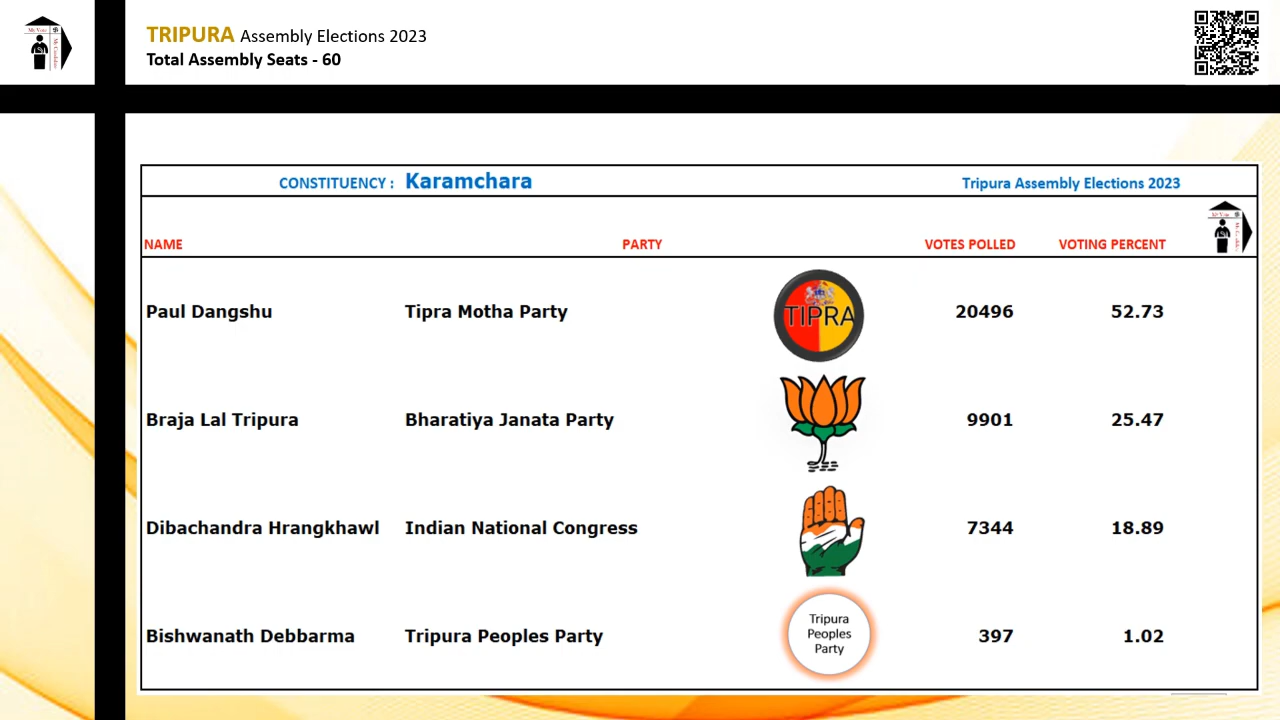 TRIPURA Assembly Elections 2023
Total Assembly Seats - 60
CONSTITUENCY : Karamchara Tripura Assembly Elections 2023
NAME PARTY VOTES POLLED VOTING PERCENT
Paul Dangshu Tipra Motha Party TIPRA 20496 52.73
Braja Lal Tripura Bharatiya Janata Party 9901 25.47
Dibachandra Hrangkhawl Indian National Congress 7344 18.89
Bishwanath Debbarma Tripura Peoples Party 397 1.02
Tripura
Peoples
Party